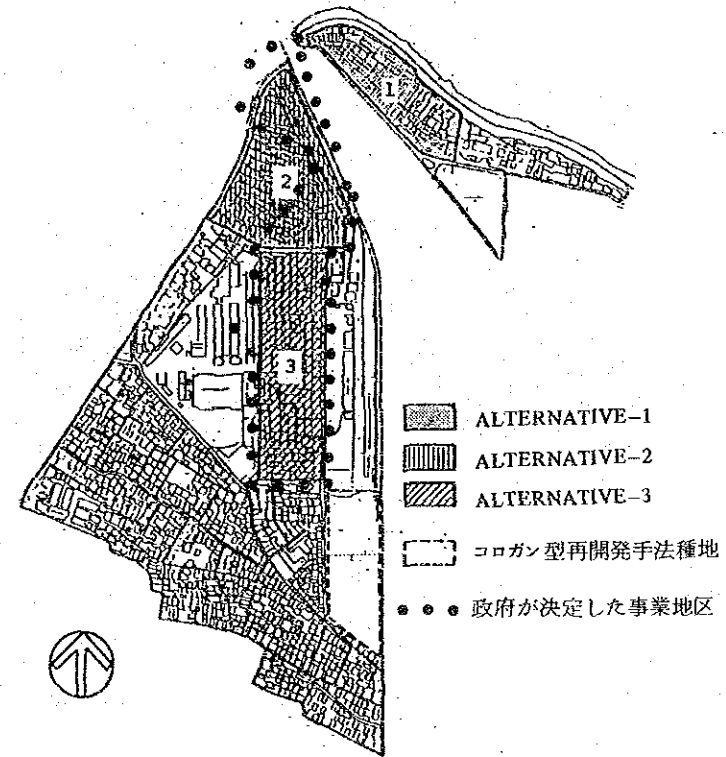 1
2
3
ALTERNATIVE-1
ALTERNATIVE-2
ALTERNATIVE-3
コロガン型再開発手法種地
政府が決定した事業地区